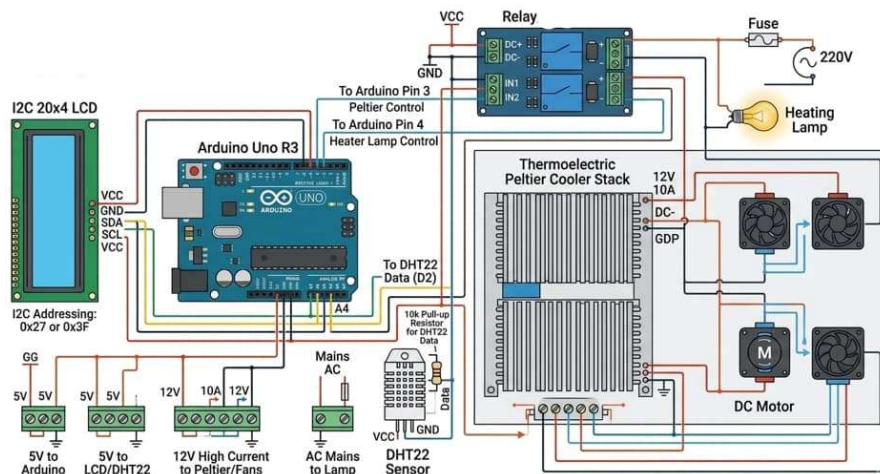 VCC
Relay
DC+
DC-
GND
IN1
IN2
Fuse
220V
Heating
Lamp
To Arduino Pin 3
Peltier Control
To Arduino Pin 4
Heater Lamp Control
I2C 20x4 LCD
VCC
GND
SDA
SCL
VCC
I2C Addressing:
0x27 or 0x3F
Arduino Uno R3
UNO
ARDUINO
A4
To DHT22
Data (D2)
10k Pull-up
Resistor
for DHT22
Data
Data
VCC
GND
DHT22
Sensor
Thermoelectric
Peltier Cooler Stack
12V
10A
DC-
GDP
M
DC Motor
GG
5V
5V
5V to
Arduino
5V
5V
5V to
LCD/DHT22
12V
10A
12V
12V High Current
to Peltier/Fans
Mains
AC
AC Mains
to Lamp